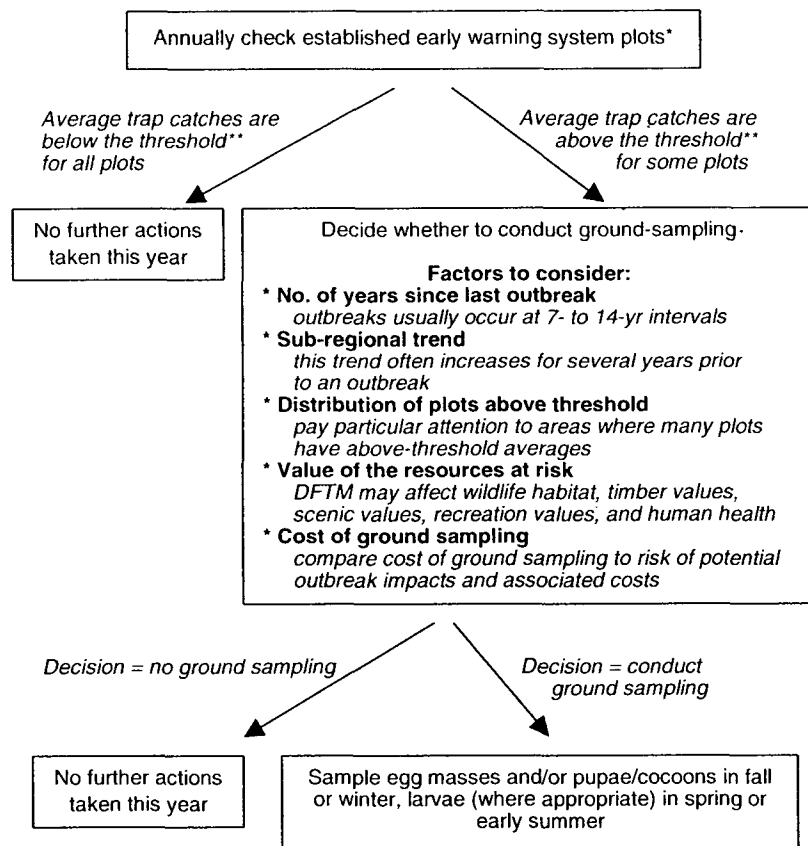 Annually check established early warning system plots*
Average trap catches are
below the threshold**
for all plots
Average trap catches are
above the threshold**
for some plots
No further actions
taken this year
Decide whether to conduct ground-sampling.
Factors to consider:
* No. of years since last outbreak
outbreaks usually occur at 7- to 14-yr intervals
* Sub-regional trend
this trend often increases for several years prior
to an outbreak
* Distribution of plots above threshold
pay particular attention to areas where many plots
have above-threshold averages
* Value of the resources at risk
DFTM may affect wildlife habitat, timber values,
scenic values, recreation values, and human health
* Cost of ground sampling
compare cost of ground sampling to risk of potential
outbreak impacts and associated costs
Decision = no ground sampling
Decision = conduct
ground sampling
No further actions
taken this year
Sample egg masses and/or pupae/cocoons in fall
or winter, larvae (where appropriate) in spring or
early summer